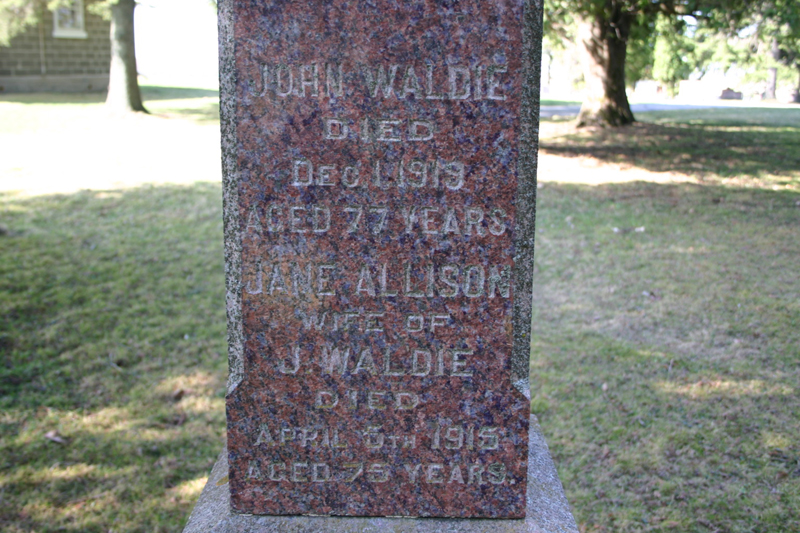 JOHN WALDIE
DIED
DEC. 1, 1913
AGED 77 YEARS
JANE ALLISON
WIFE OF
J. WALDIE
DIED
APRIL 5TH 1915
AGED 75 YEARS.